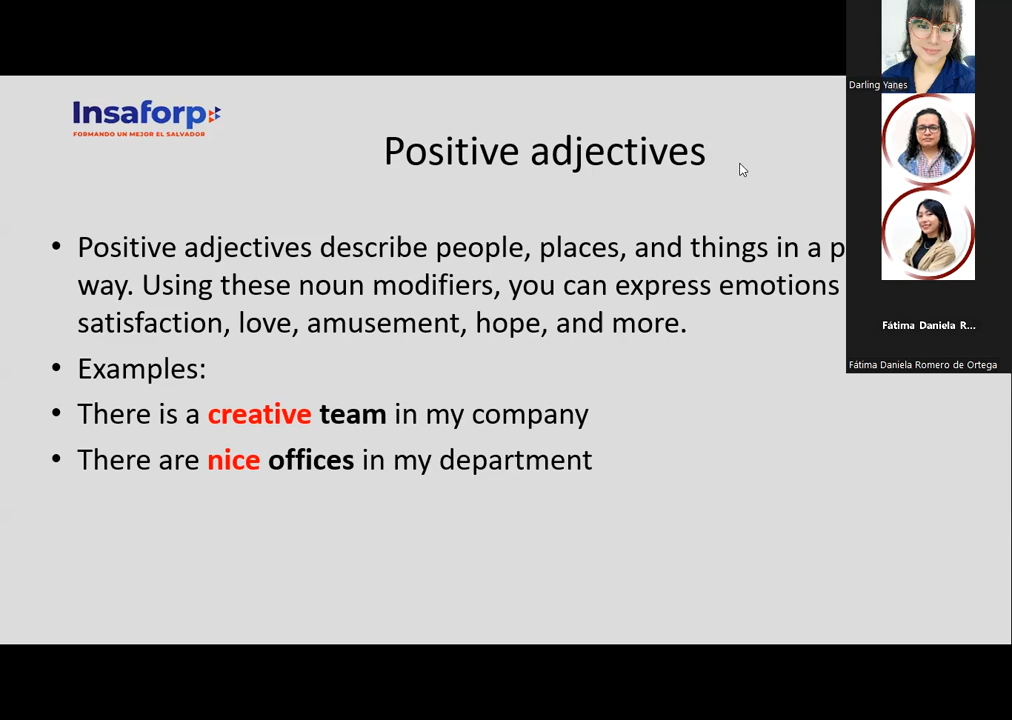 Insaforp
FORMANDO UN MEJOR EL SALVADOR
Positive adjectives
• Positive adjectives describe people, places, and things in a p
way. Using these noun modifiers, you can express emotions
satisfaction, love, amusement, hope, and more.
• Examples:
• There is a creative team in my company
• There are nice offices in my department
Darling Yanes
Fátima Daniela R...
Fátima Daniela Romero de Ortega